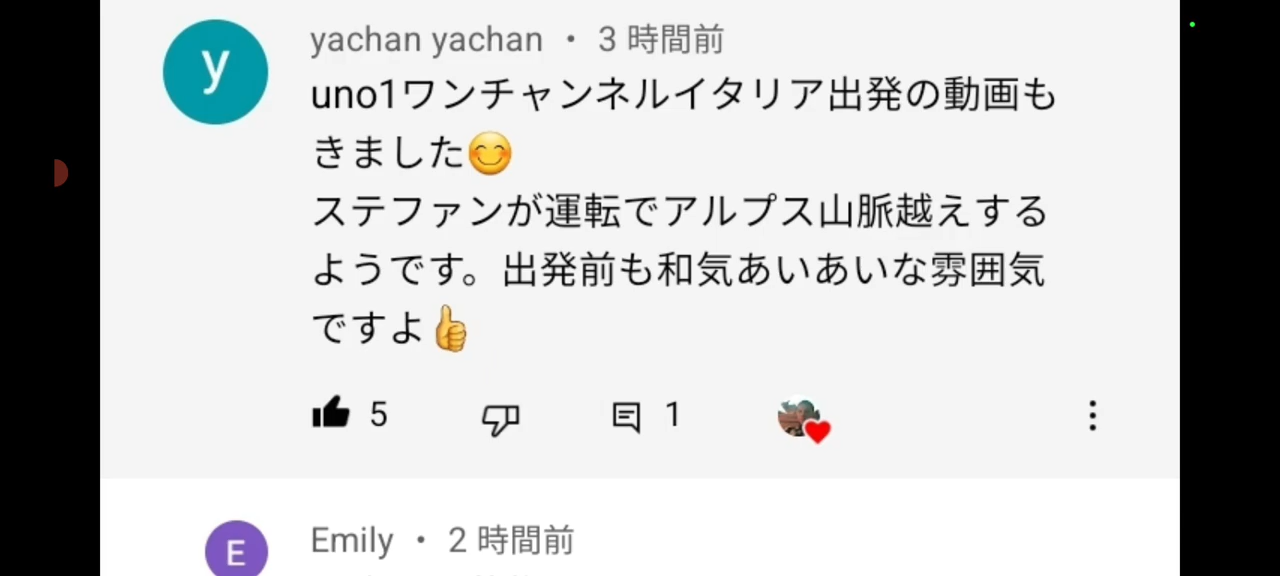 y
yachan yachan • 3 時間前
uno1ワンチャンネルイタリア出発の動画も
きました😊
ステファンが運転でアルプス山脈越えする
ようです。出発前も和気あいあいな雰囲気
ですよ👍
5 1
E
Emily • 2 時間前